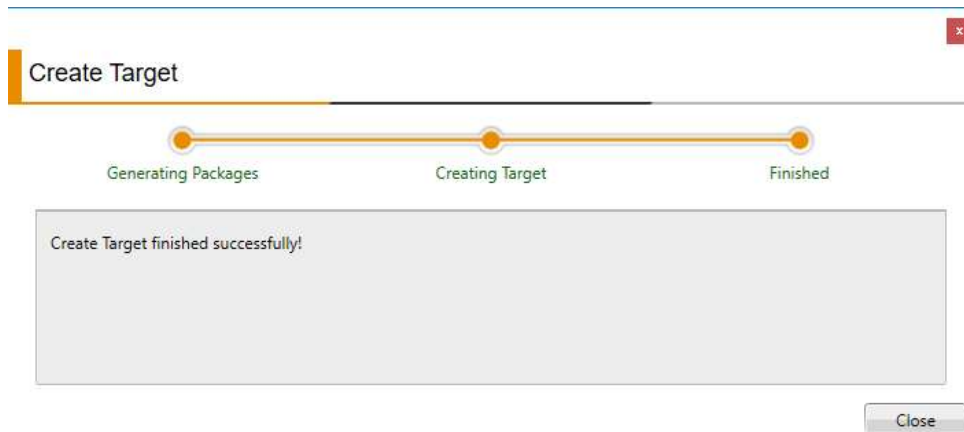 x
Create Target
Generating Packages Creating Target Finished
Create Target finished successfully!
Close